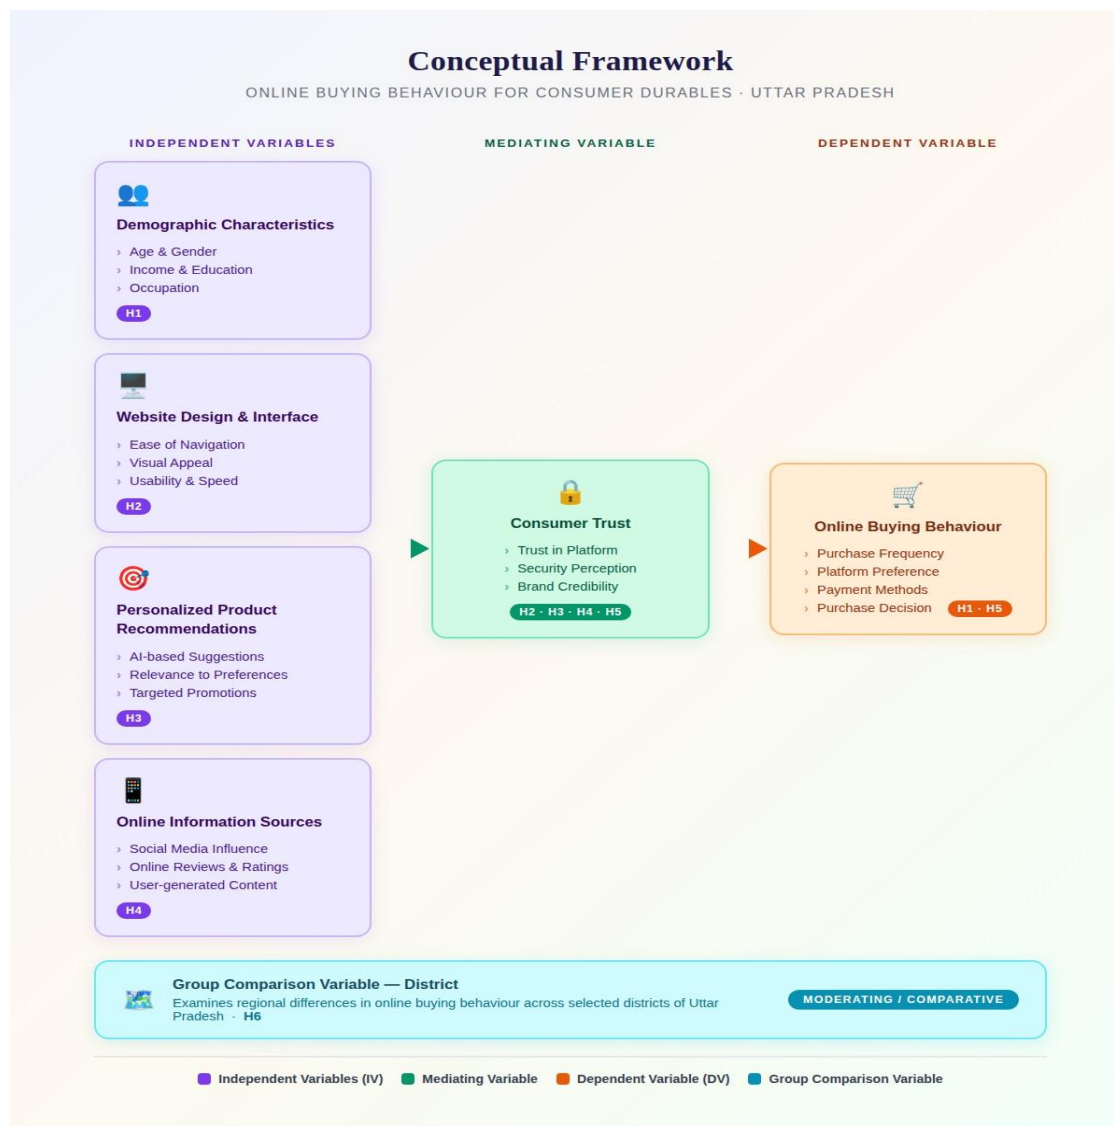 Conceptual Framework
ONLINE BUYING BEHAVIOUR FOR CONSUMER DURABLES · UTTAR PRADESH
INDEPENDENT VARIABLES
Demographic Characteristics
› Age & Gender
› Income & Education
› Occupation
H1
Website Design & Interface
› Ease of Navigation
› Visual Appeal
› Usability & Speed
H2
Personalized Product
Recommendations
› AI-based Suggestions
› Relevance to Preferences
› Targeted Promotions
H3
Online Information Sources
› Social Media Influence
› Online Reviews & Ratings
› User-generated Content
H4
MEDIATING VARIABLE
Consumer Trust
› Trust in Platform
› Security Perception
› Brand Credibility
H2 · H3 · H4 · H5
DEPENDENT VARIABLE
Online Buying Behaviour
› Purchase Frequency
› Platform Preference
› Payment Methods
› Purchase Decision H1 · H5
Group Comparison Variable — District
Examines regional differences in online buying behaviour across selected districts of Uttar
Pradesh · H6
MODERATING / COMPARATIVE
Independent Variables (IV) Mediating Variable Dependent Variable (DV) Group Comparison Variable